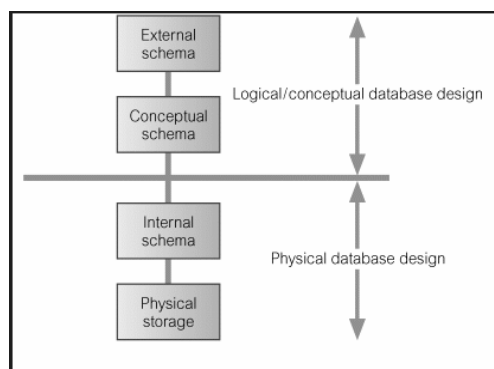 External
schema
Logical/conceptual database design
Conceptual
schema
Internal
schema
Physical database design
Physical
storage